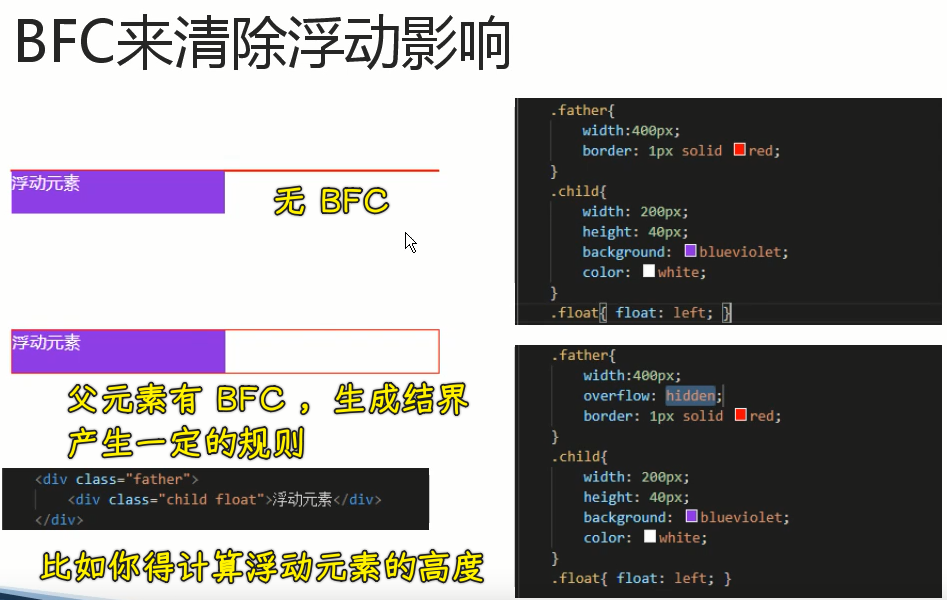 BFC来清除浮动影响
浮动元素
无 BFC
浮动元素
父元素有 BFC ，生成结界
产生一定的规则
<div class="father">
<div class="child float">浮动元素</div>
</div>
比如你得计算浮动元素的高度
.father{
width:400px;
border: 1px solid red;
}
.child{
width: 200px;
height: 40px;
background: blueviolet;
color: white;
}
.float{ float: left; }
.father{
width:400px;
overflow: hidden;
border: 1px solid red;
}
.child{
width: 200px;
height: 40px;
background: blueviolet;
color: white;
}
.float{ float: left; }